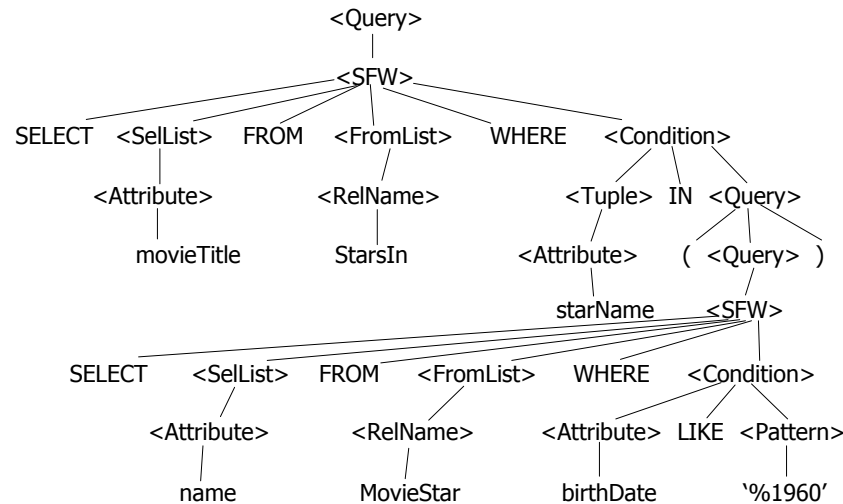 <Query>
<SFW>
SELECT <SelList> FROM <FromList> WHERE <Condition>
<Attribute> <RelName> <Tuple> IN <Query>
movieTitle StarsIn <Attribute> ( <Query> )
starName <SFW>
SELECT <SelList> FROM <FromList> WHERE <Condition>
<Attribute> <RelName> <Attribute> LIKE <Pattern>
name MovieStar birthDate ‘%1960’